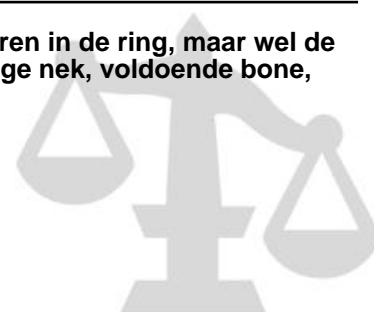 ren in de ring, maar wel de
ge nek, voldoende bone,